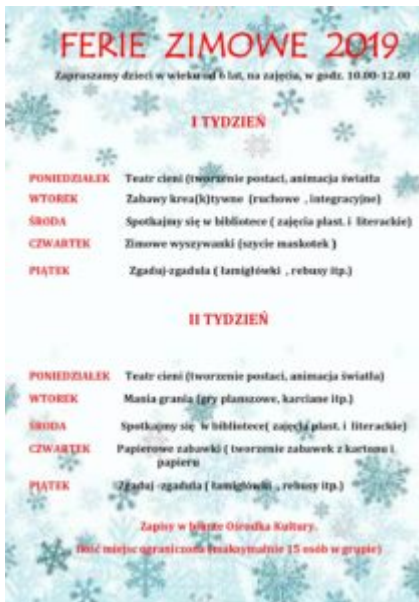 FERIE ZIMOWE 2019
Zapraszamy dzieci w wieku od 6 lat, na zajęcia, w godz. 10.00-12.00
I TYDZIEŃ
PONIEDZIAŁEK Teatr cieni (tworzenie postaci, animacja światła
WTOREK Zabawy krea(k)tywne (ruchowe , integracyjne)
ŚRODA Spotkajmy się w bibliotece ( zajęcia plast. i literackie)
CZWARTEK Zimowe wyszywanki (szycie maskotek )
PIĄTEK Zgaduj-zgadula ( łamigłówki , rebusy itp.)
II TYDZIEŃ
PONIEDZIAŁEK Teatr cieni (tworzenie postaci, animacja światła)
WTOREK Mania grania (gry planszowe, karciane itp.)
ŚRODA Spotkajmy się w bibliotece( zajęcia plast. i literackie)
CZWARTEK Papierowe zabawki ( tworzenie zabawek z kartonu i
papieru
PIĄTEK Zgaduj -zgadula ( łamigłówki , rebusy itp.)
Zapisy w biurze Ośrodka Kultury.
Ilość miejsc ograniczona (maksymalnie 15 osób w grupie)